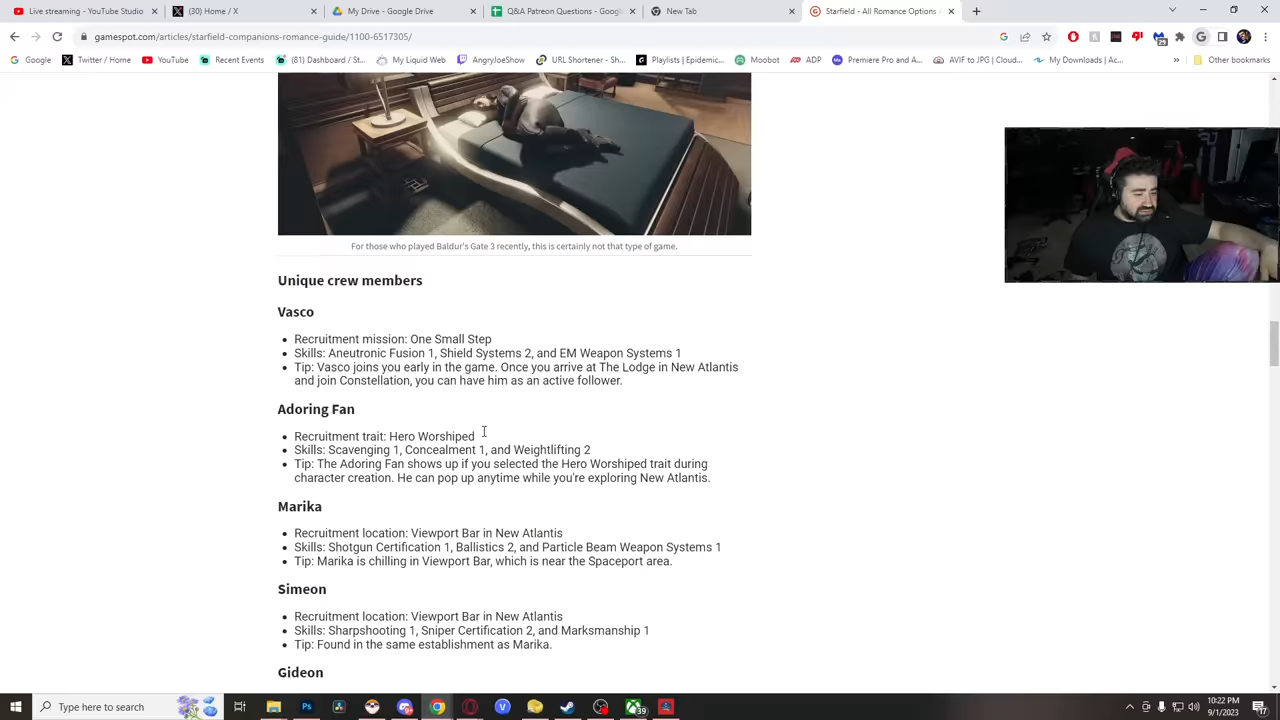 Live streaming - YouTube Studio
(30) Home / X
My Drive - Google Drive
Q&A Patreon Questions - Google
New Tab
Starfield - All Romance Options
gamespot.com/articles/starfield-companions-romance-guide/1100-6517305/
Google
Twitter / Home
YouTube
Recent Events
(81) Dashboard / St...
My Liquid Web
AngryJoeShow
URL Shortener - Sh...
Playlists | Epidemic...
Moobot
ADP
Premiere Pro and A...
AVIF to JPG | Cloud...
My Downloads | Ac...
»
Other bookmarks
For those who played Baldur's Gate 3 recently, this is certainly not that type of game.
Unique crew members
Vasco
• Recruitment mission: One Small Step
• Skills: Aneutronic Fusion 1, Shield Systems 2, and EM Weapon Systems 1
• Tip: Vasco joins you early in the game. Once you arrive at The Lodge in New Atlantis
and join Constellation, you can have him as an active follower.
Adoring Fan
• Recruitment trait: Hero Worshiped
• Skills: Scavenging 1, Concealment 1, and Weightlifting 2
• Tip: The Adoring Fan shows up if you selected the Hero Worshiped trait during
character creation. He can pop up anytime while you're exploring New Atlantis.
Marika
• Recruitment location: Viewport Bar in New Atlantis
• Skills: Shotgun Certification 1, Ballistics 2, and Particle Beam Weapon Systems 1
• Tip: Marika is chilling in Viewport Bar, which is near the Spaceport area.
Simeon
• Recruitment location: Viewport Bar in New Atlantis
• Skills: Sharpshooting 1, Sniper Certification 2, and Marksmanship 1
• Tip: Found in the same establishment as Marika.
Gideon
Type here to search
39
10:22 PM
9/1/2023
17